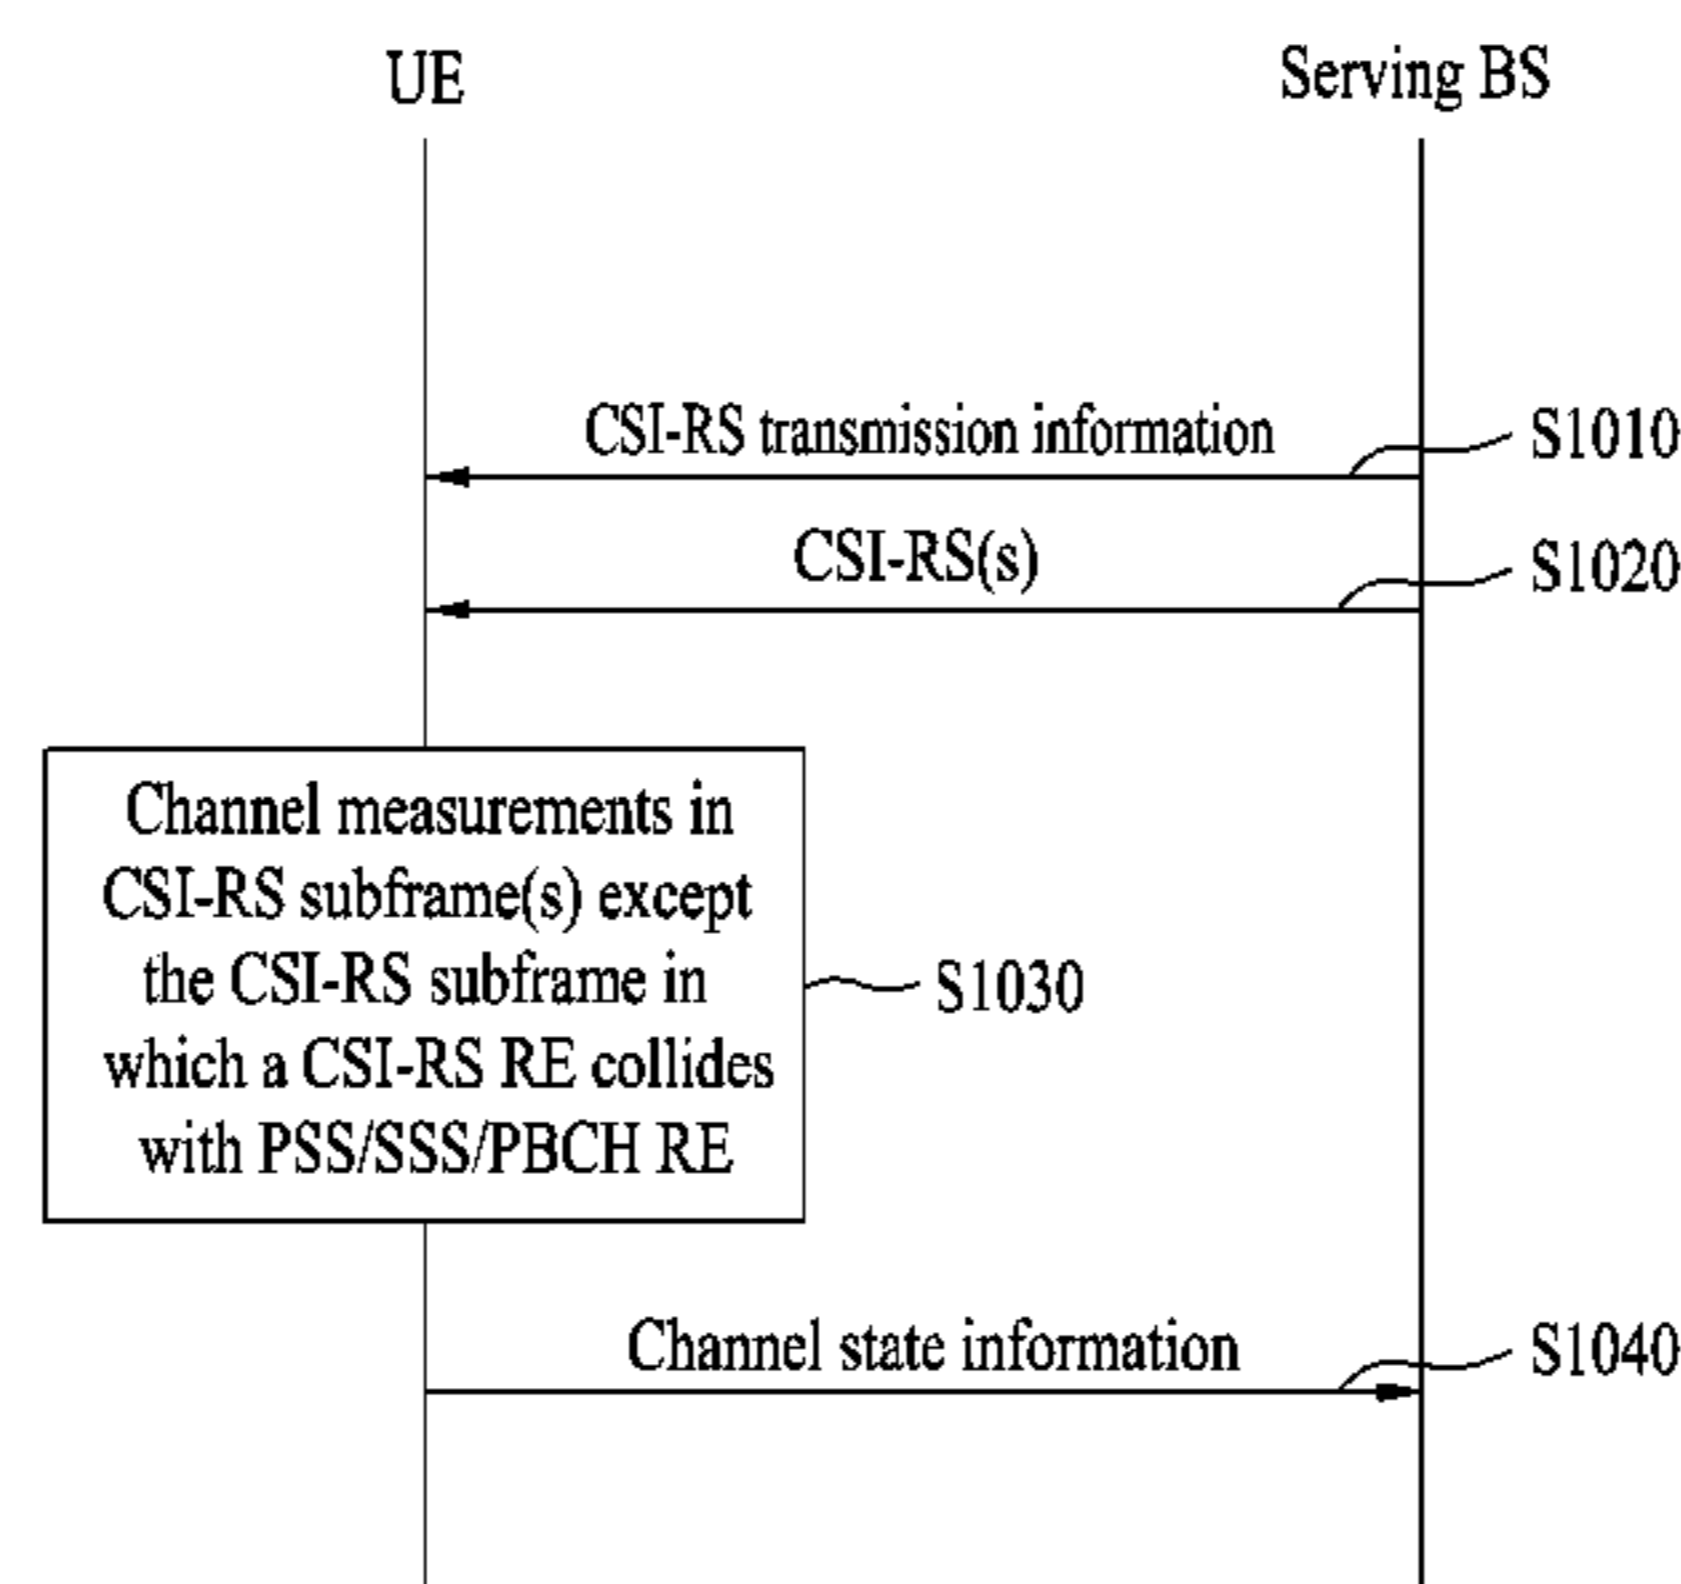 UE
Serving BS
CSI-RS transmission information
S1010
CSI-RS(s)
S1020
Channel measurements in
CSI-RS subframe(s) except
the CSI-RS subframe in
which a CSI-RS RE collides
with PSS/SSS/PBCH RE
S1030
Channel state information
S1040